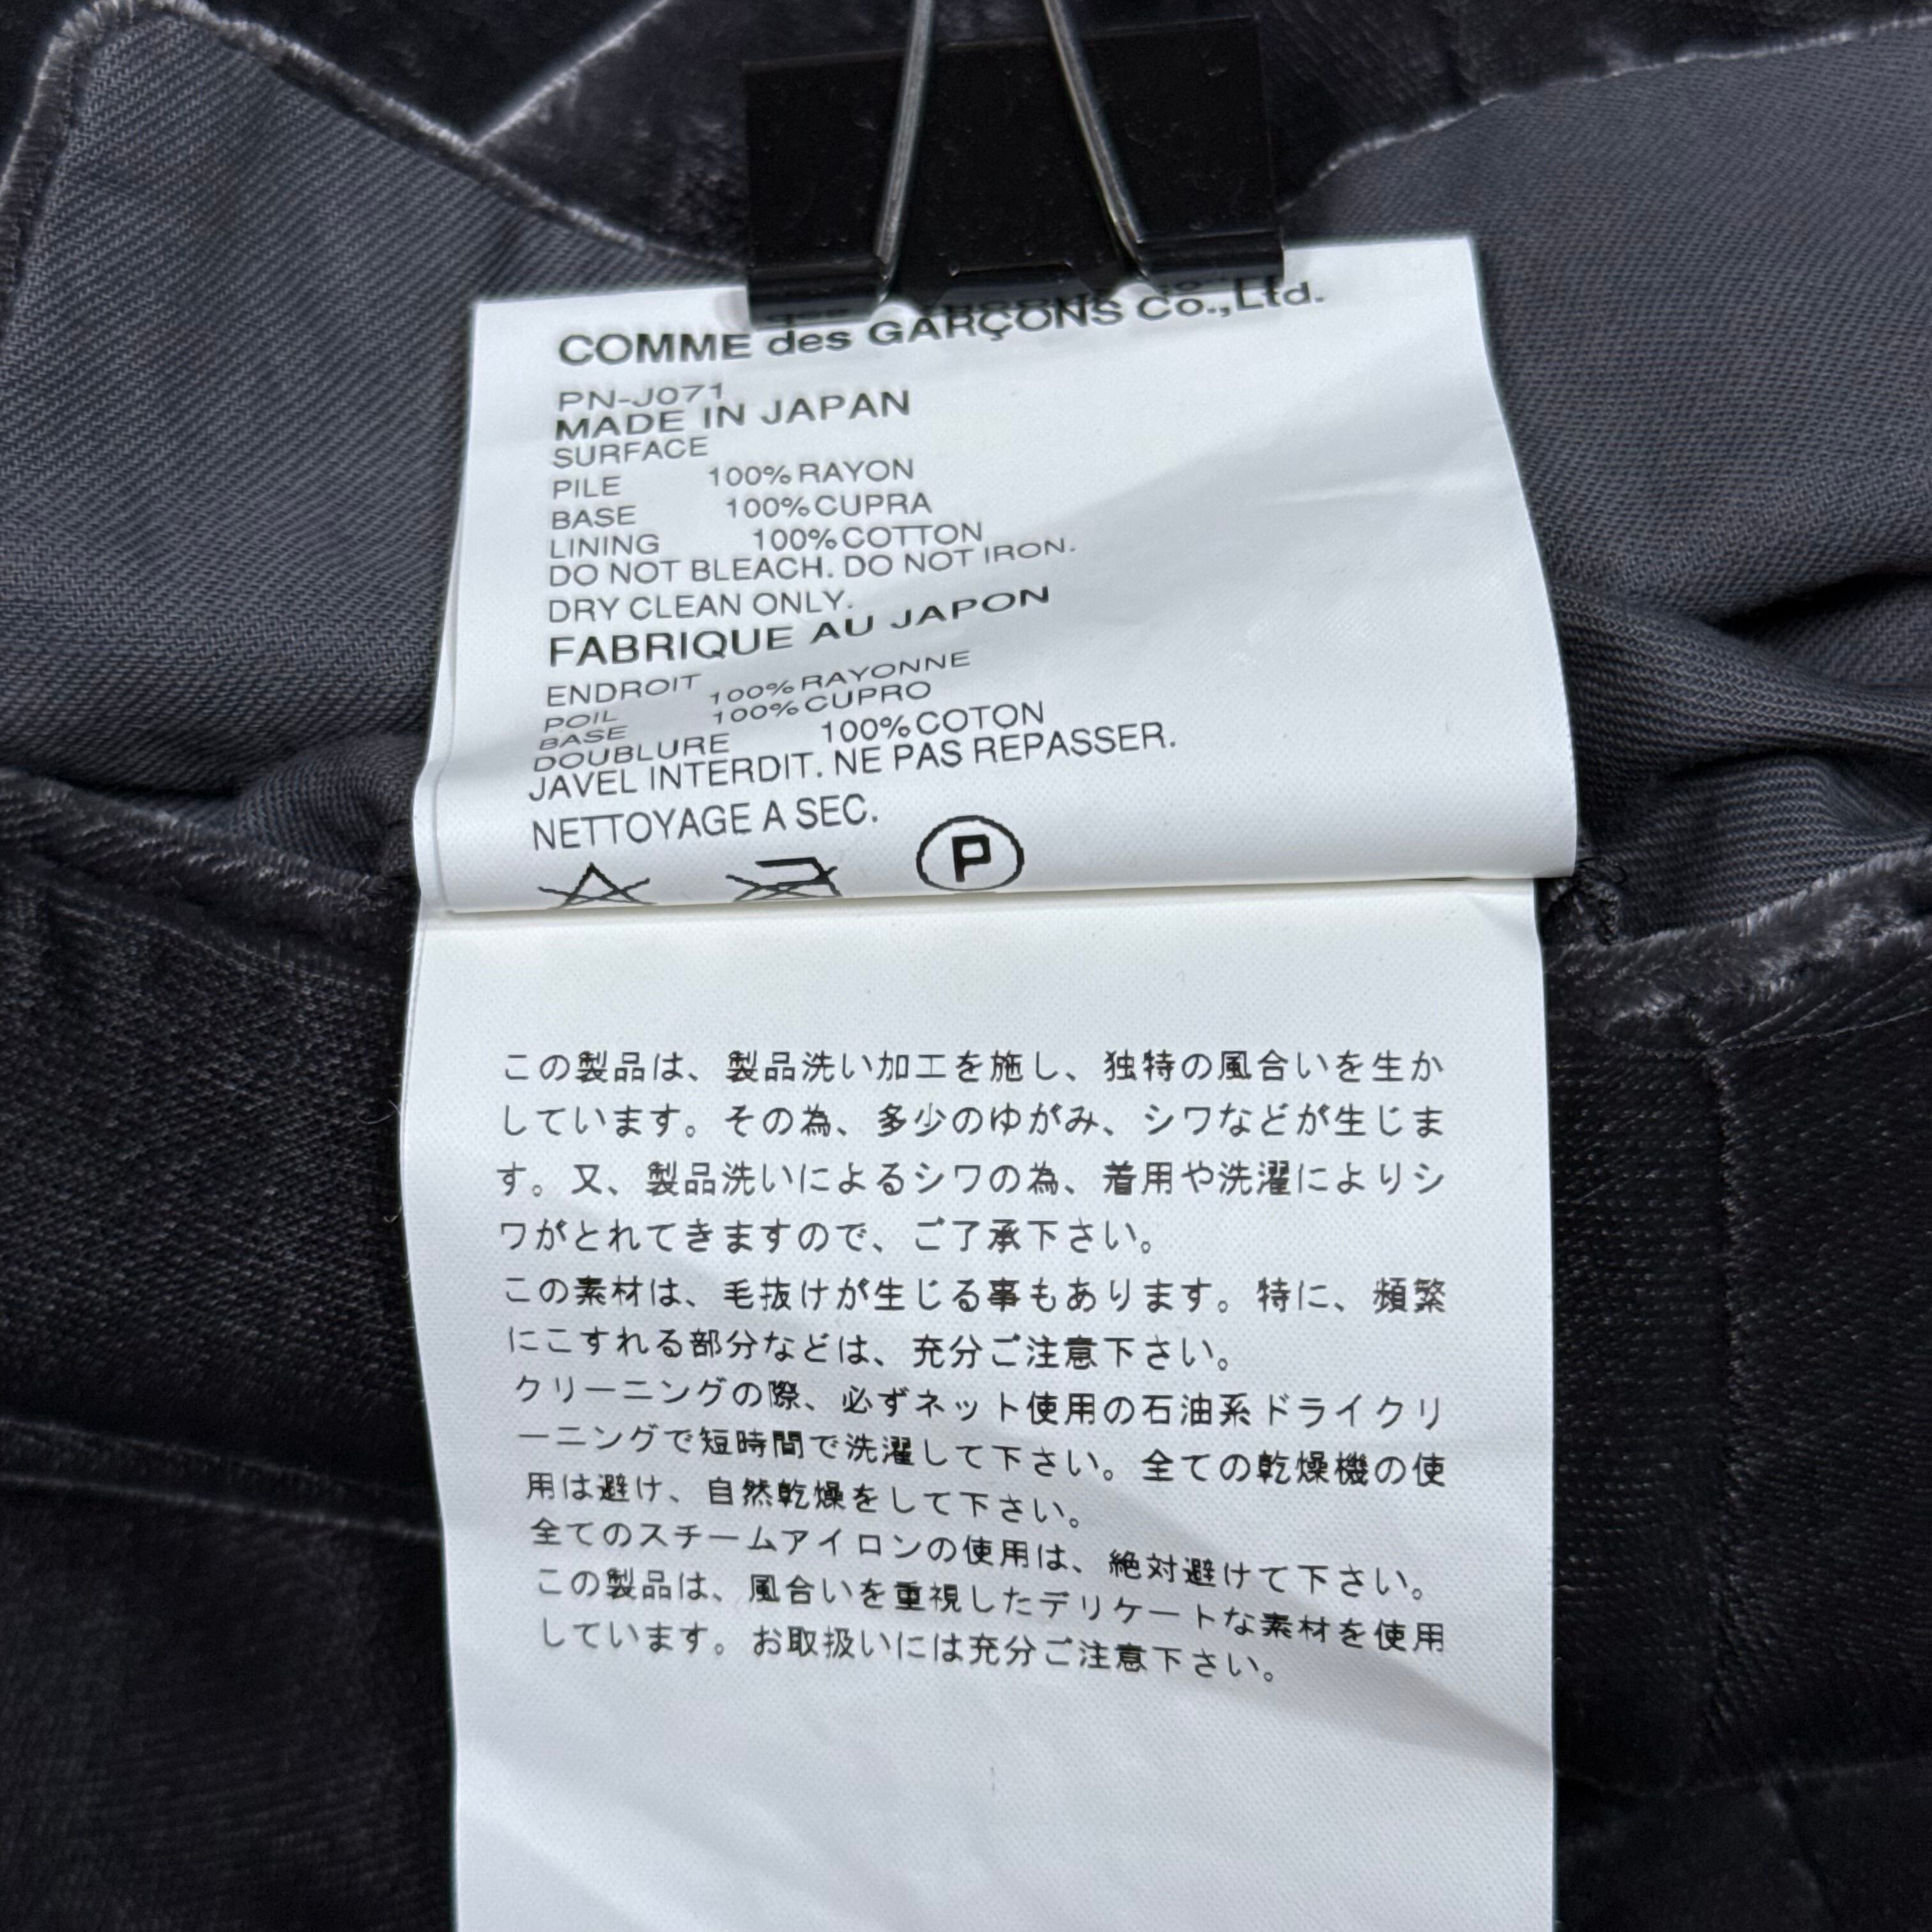 COMME des GARÇONS Co.,Ltd.
PN-J071
MADE IN JAPAN
SURFACE
PILE 100%RAYON
BASE 100%CUPRA
LINING 100%COTTON
DO NOT BLEACH. DO NOT IRON.
DRY CLEAN ONLY.
FABRIQUE AU JAPON
ENDROIT
POIL 100%RAYONNE
BASE 100%CUPRO
DOUBLURE 100%COTON
JAVEL INTERDIT. NE PAS REPASSER.
NETTOYAGE A SEC.
P
この製品は、製品洗い加工を施し、独特の風合いを生か
しています。その為、多少のゆがみ、シワなどが生じま
す。又、製品洗いによるシワの為、着用や洗濯によりシ
ワがとれてきますので、ご了承下さい。
この素材は、毛抜けが生じる事もあります。特に、頻繁
にこすれる部分などは、充分ご注意下さい。
クリーニングの際、必ずネット使用の石油系ドライクリ
ーニングで短時間で洗濯して下さい。全ての乾燥機の使
用は避け、自然乾燥をして下さい。
全てのスチームアイロンの使用は、絶対避けて下さい。
この製品は、風合いを重視したデリケートな素材を使用
しています。お取扱いには充分ご注意下さい。